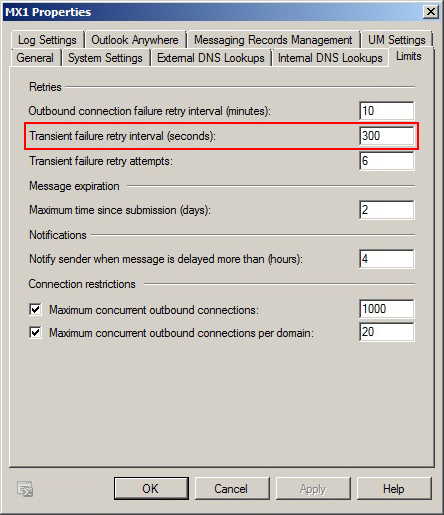 MX1 Properties
Log Settings Outlook Anywhere Messaging Records Management UM Settings
General System Settings External DNS Lookups Internal DNS Lookups Limits
Retries
Outbound connection failure retry interval (minutes): 10
Transient failure retry interval (seconds): 300
Transient failure retry attempts: 6
Message expiration
Maximum time since submission (days): 2
Notifications
Notify sender when message is delayed more than (hours): 4
Connection restrictions
Maximum concurrent outbound connections: 1000
Maximum concurrent outbound connections per domain: 20
OK Cancel Apply Help